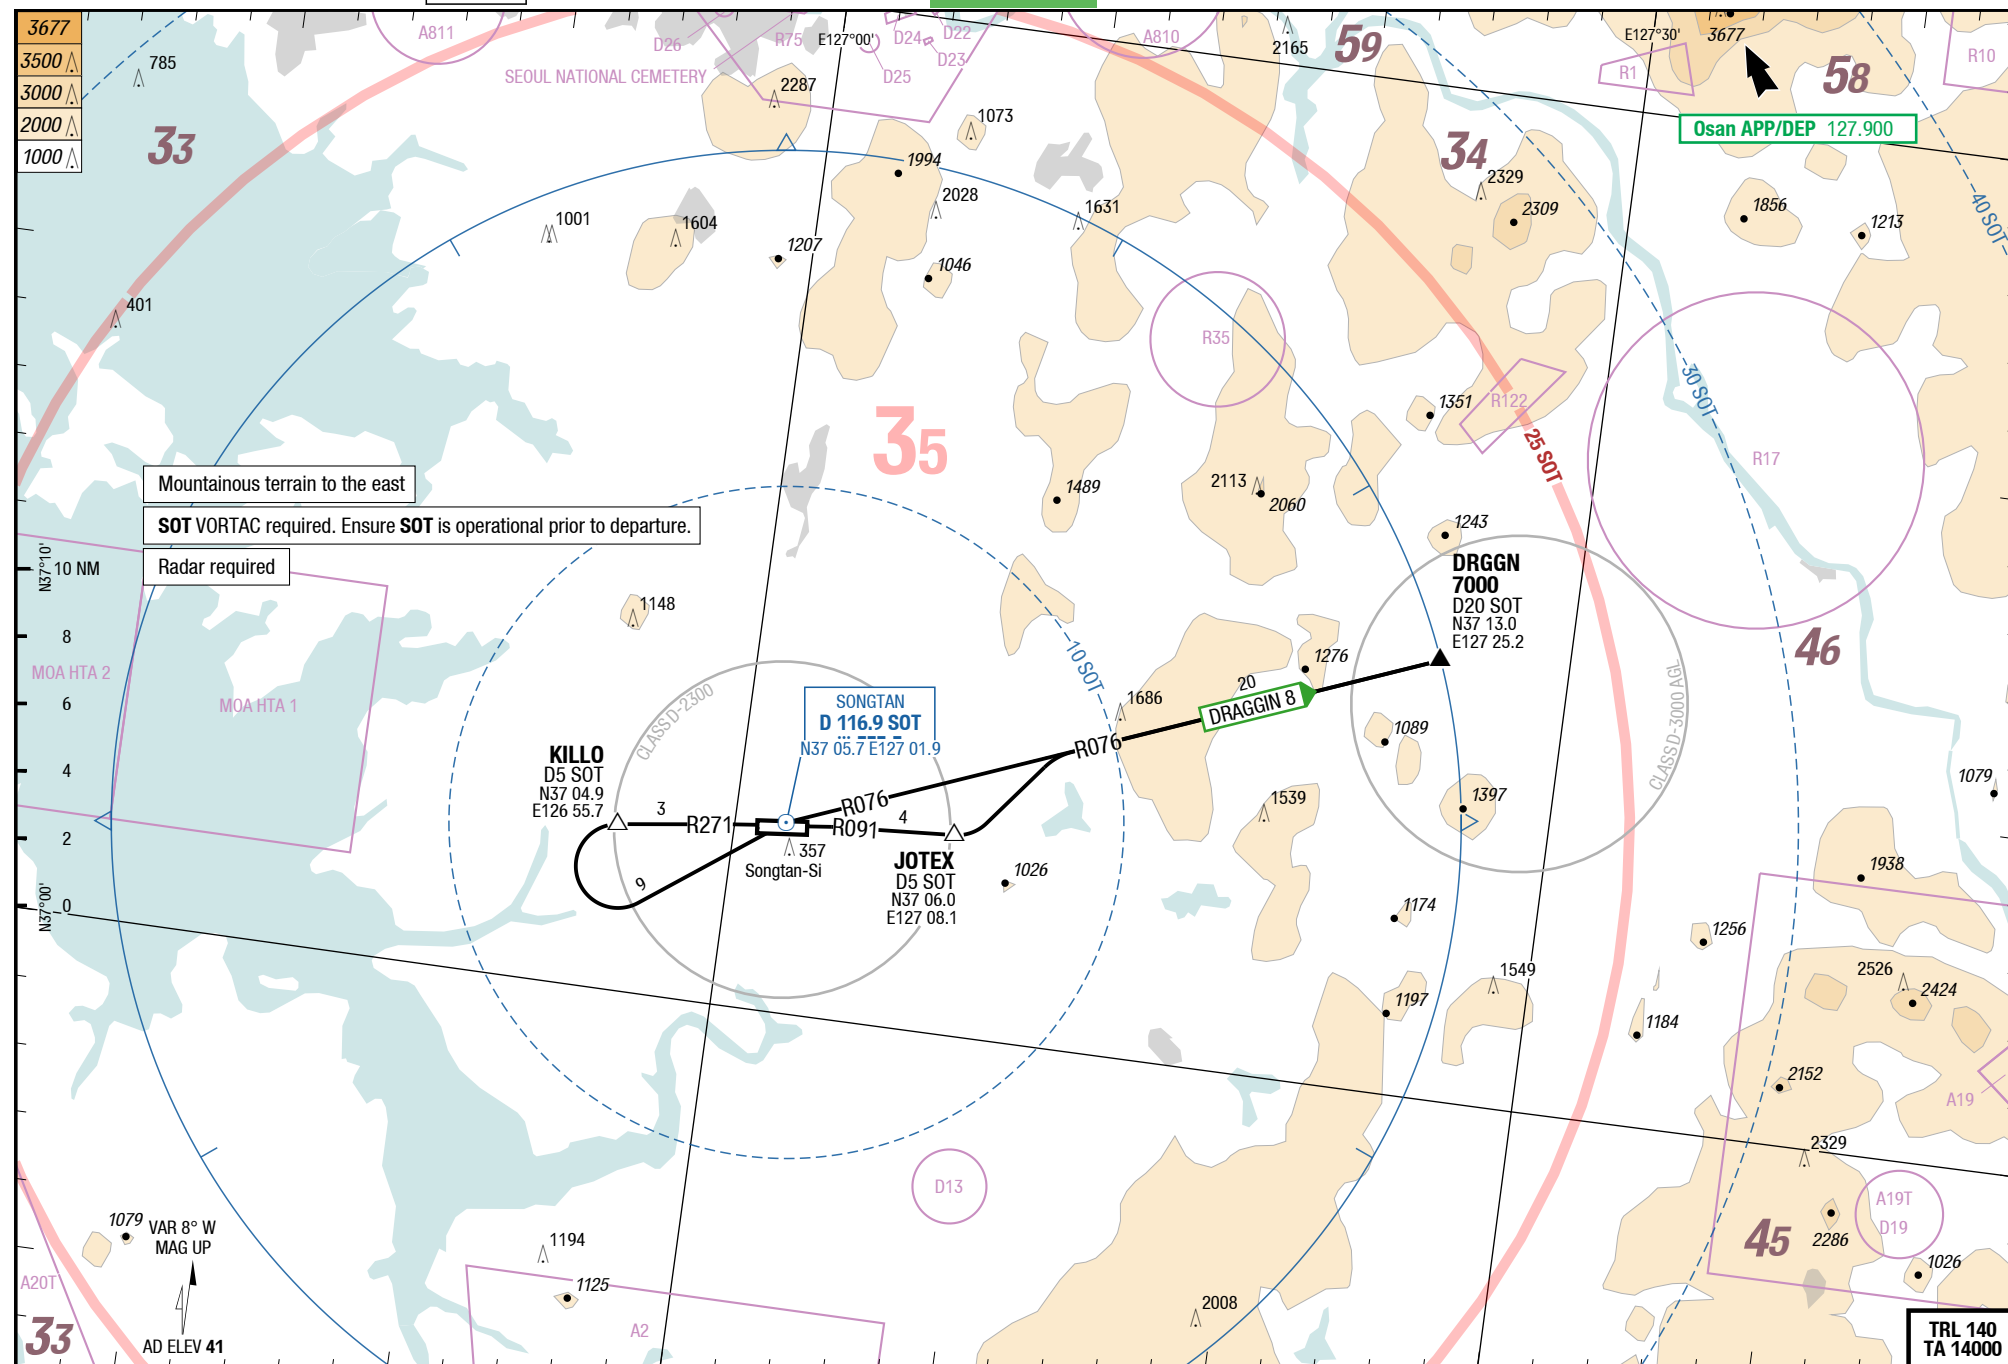 3677
3500
3000
2000
1000
785
33
A811
D26
R75
SEOUL NATIONAL CEMETERY
2287
E127°00'
D24
D22
D23
D25
1073
A810
2165
59
E127°30'
3677
R1
58
R10
Osan APP/DEP 127.900
34
1994
2028
1631
2329
2309
1856
1213
40 SOT
1001
1604
1207
1046
401
R35
35
R122
1351
30 SOT
25 SOT
R17
Mountainous terrain to the east
SOT VORTAC required. Ensure SOT is operational prior to departure.
Radar required
1489
2113
2060
1243
N37°10'
10 NM
8
6
4
2
0
N37°00'
MOA HTA 2
MOA HTA 1
1148
10 SOT
DRGGN
7000
D20 SOT
N37 13.0
E127 25.2
46
1276
20
DRAGGIN 8
1686
1089
CLASS D-3000 AGL
CLASS D-2300
SONGTAN
D 116.9 SOT
N37 05.7 E127 01.9
KILLO
D5 SOT
N37 04.9
E126 55.7
R076
R076
3
R271
R091
4
9
357
Songtan-Si
JOTEX
D5 SOT
N37 06.0
E127 08.1
1026
1539
1397
1079
1938
1174
1256
1549
2526
2424
1197
1184
2152
A19
2329
D13
A19T
D19
45
2286
1026
1079
VAR 8° W
MAG UP
A20T
33
AD ELEV 41
1194
1125
A2
2008
TRL 140
TA 14000